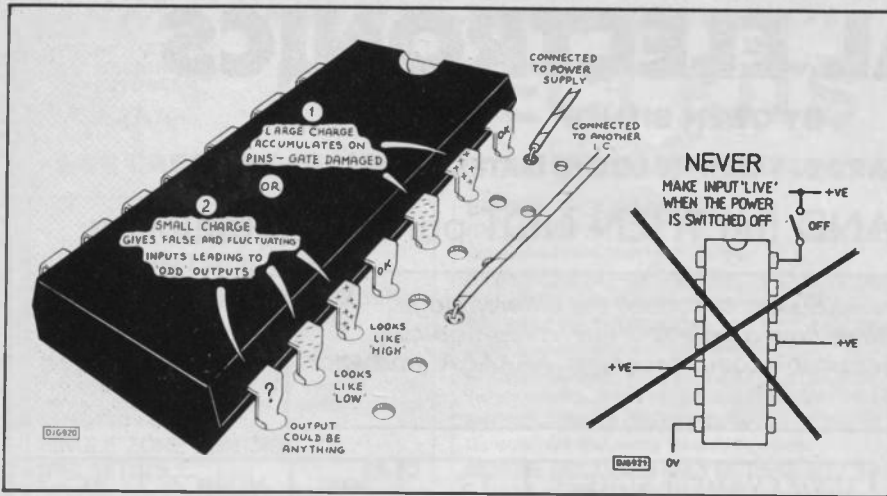 1
LARGE CHARGE
ACCUMULATES ON
PINS – GATE DAMAGED
OR
2
SMALL CHARGE
GIVES FALSE AND FLUCTUATING
INPUTS LEADING TO
'ODD' OUTPUTS
CONNECTED
TO POWER
SUPPLY
CONNECTED
TO ANOTHER
I.C.
OK
OK
?
LOOKS
LIKE
'HIGH'
LOOKS
LIKE
'LOW'
OUTPUT
COULD BE
ANYTHING
DJG920
NEVER
MAKE INPUT 'LIVE'
WHEN THE POWER
IS SWITCHED OFF
+VE
OFF
+VE
+VE
0V
DJG921